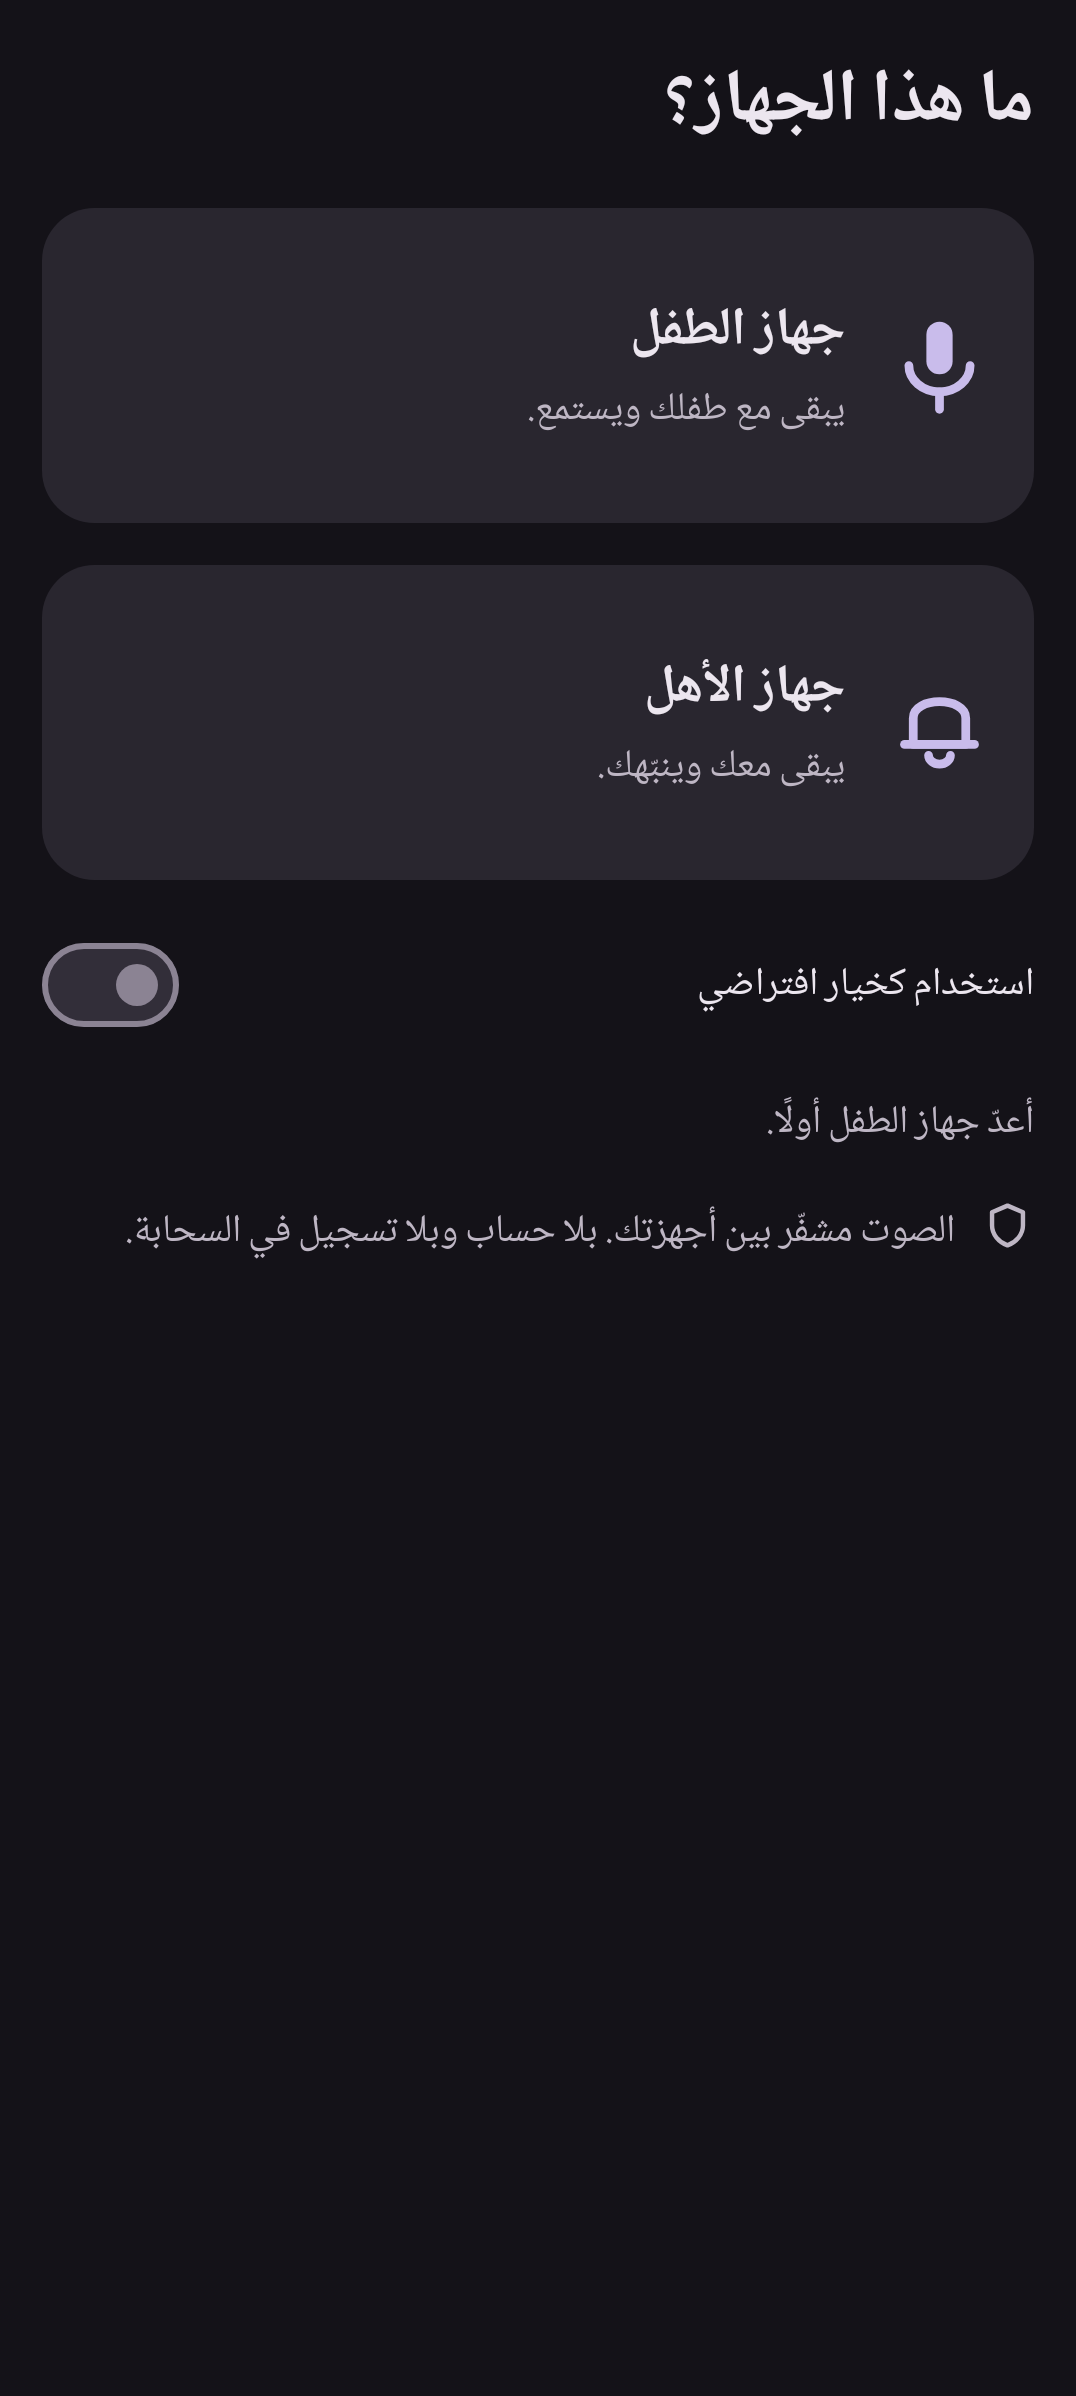 ما هذا الجهاز؟
جهاز الطفل
يبقى مع طفلك ويستمع.
جهاز الأهل
يبقى معك وينبّهك.
استخدام كخيار افتراضي
أعدّ جهاز الطفل أولًا.
الصوت مشفّر بين أجهزتك. بلا حساب وبلا تسجيل في السحابة.